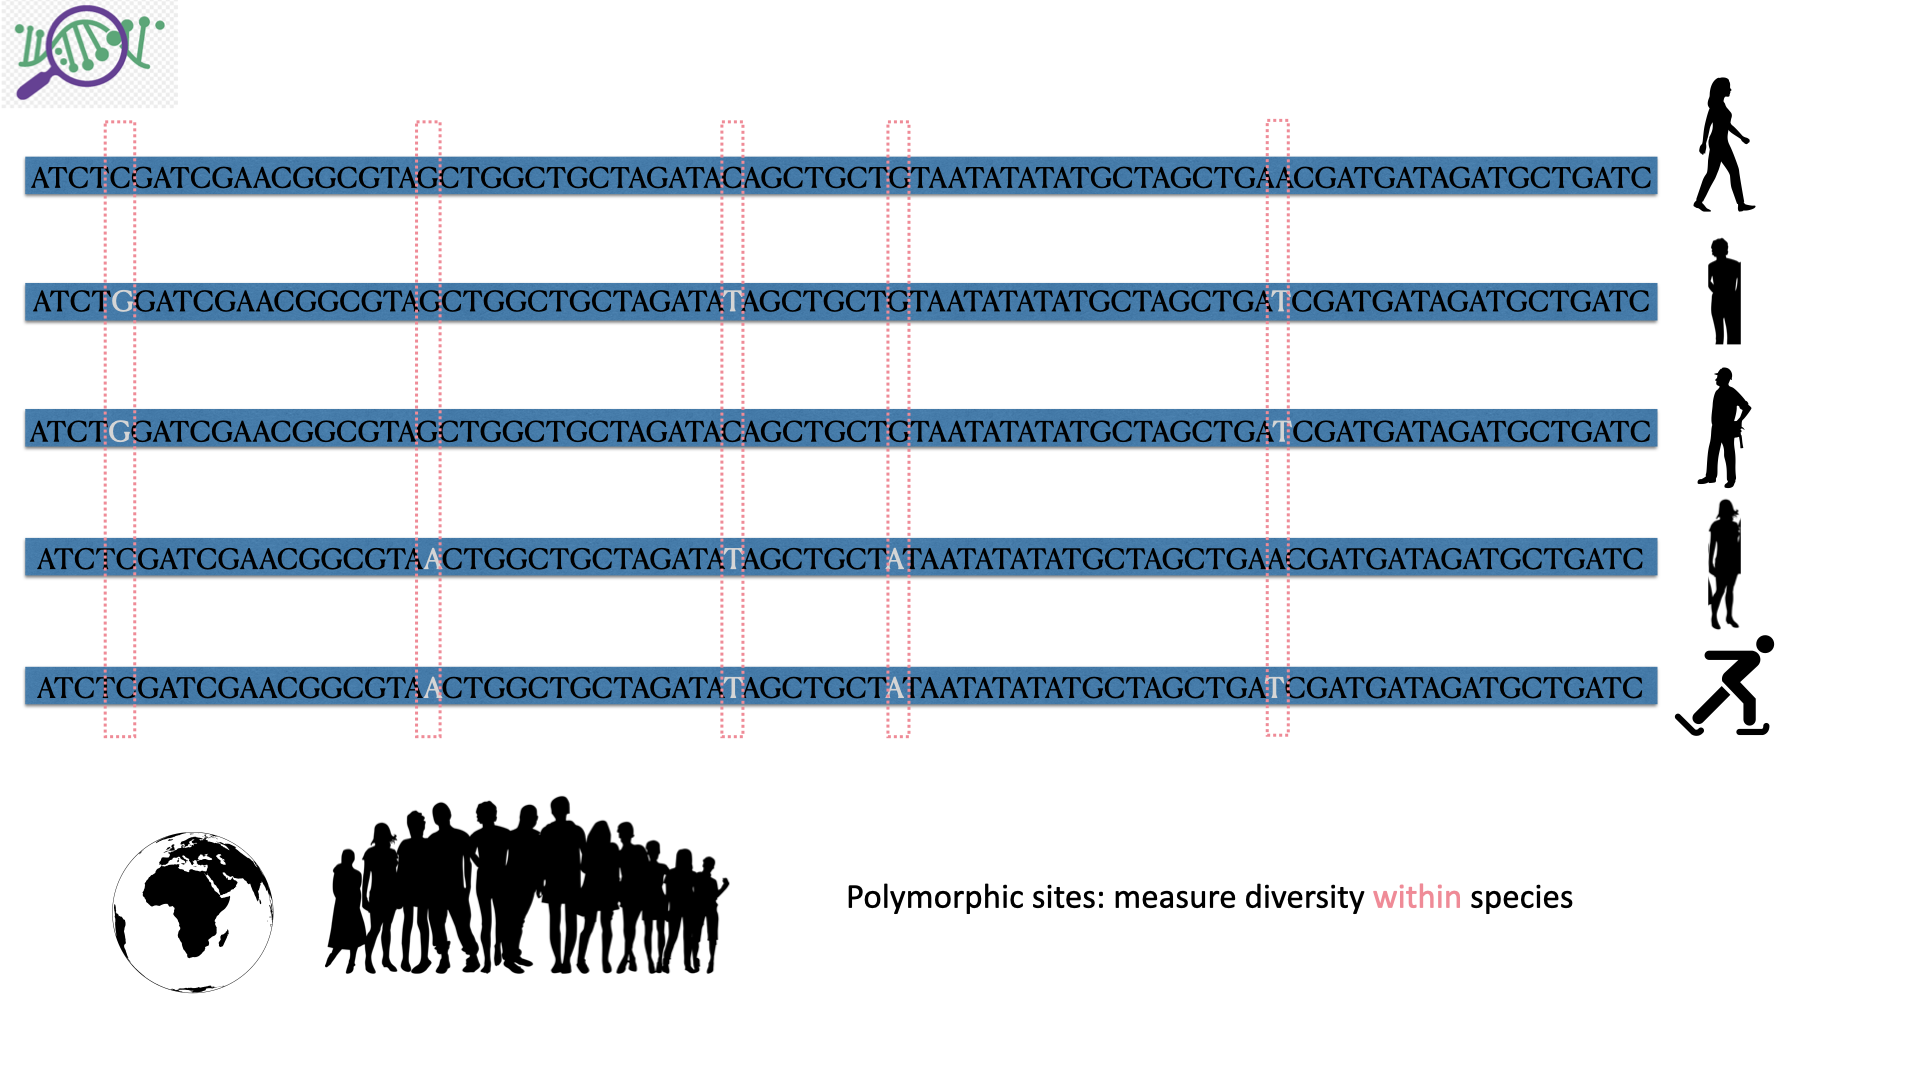 ATCTCGATCGAACGGCGTAGCTGGCTGCTAGATACAGCTGCTGTAATATATATGCTAGCTGAACGATGATAGATGCTGATC
ATCTGGATCGAACGGCGTAGCTGGCTGCTAGATATAGCTGCTGTAATATATATGCTAGCTGATCGATGATAGATGCTGATC
ATCTGGATCGAACGGCGTAGCTGGCTGCTAGATACAGCTGCTGTAATATATATGCTAGCTGATCGATGATAGATGCTGATC
ATCTCGATCGAACGGCGTAACTGGCTGCTAGATATAGCTGCTATAATATATATGCTAGCTGAACGATGATAGATGCTGATC
ATCTCGATCGAACGGCGTAACTGGCTGCTAGATATAGCTGCTATAATATATATGCTAGCTGATCGATGATAGATGCTGATC
Polymorphic sites: measure diversity within species